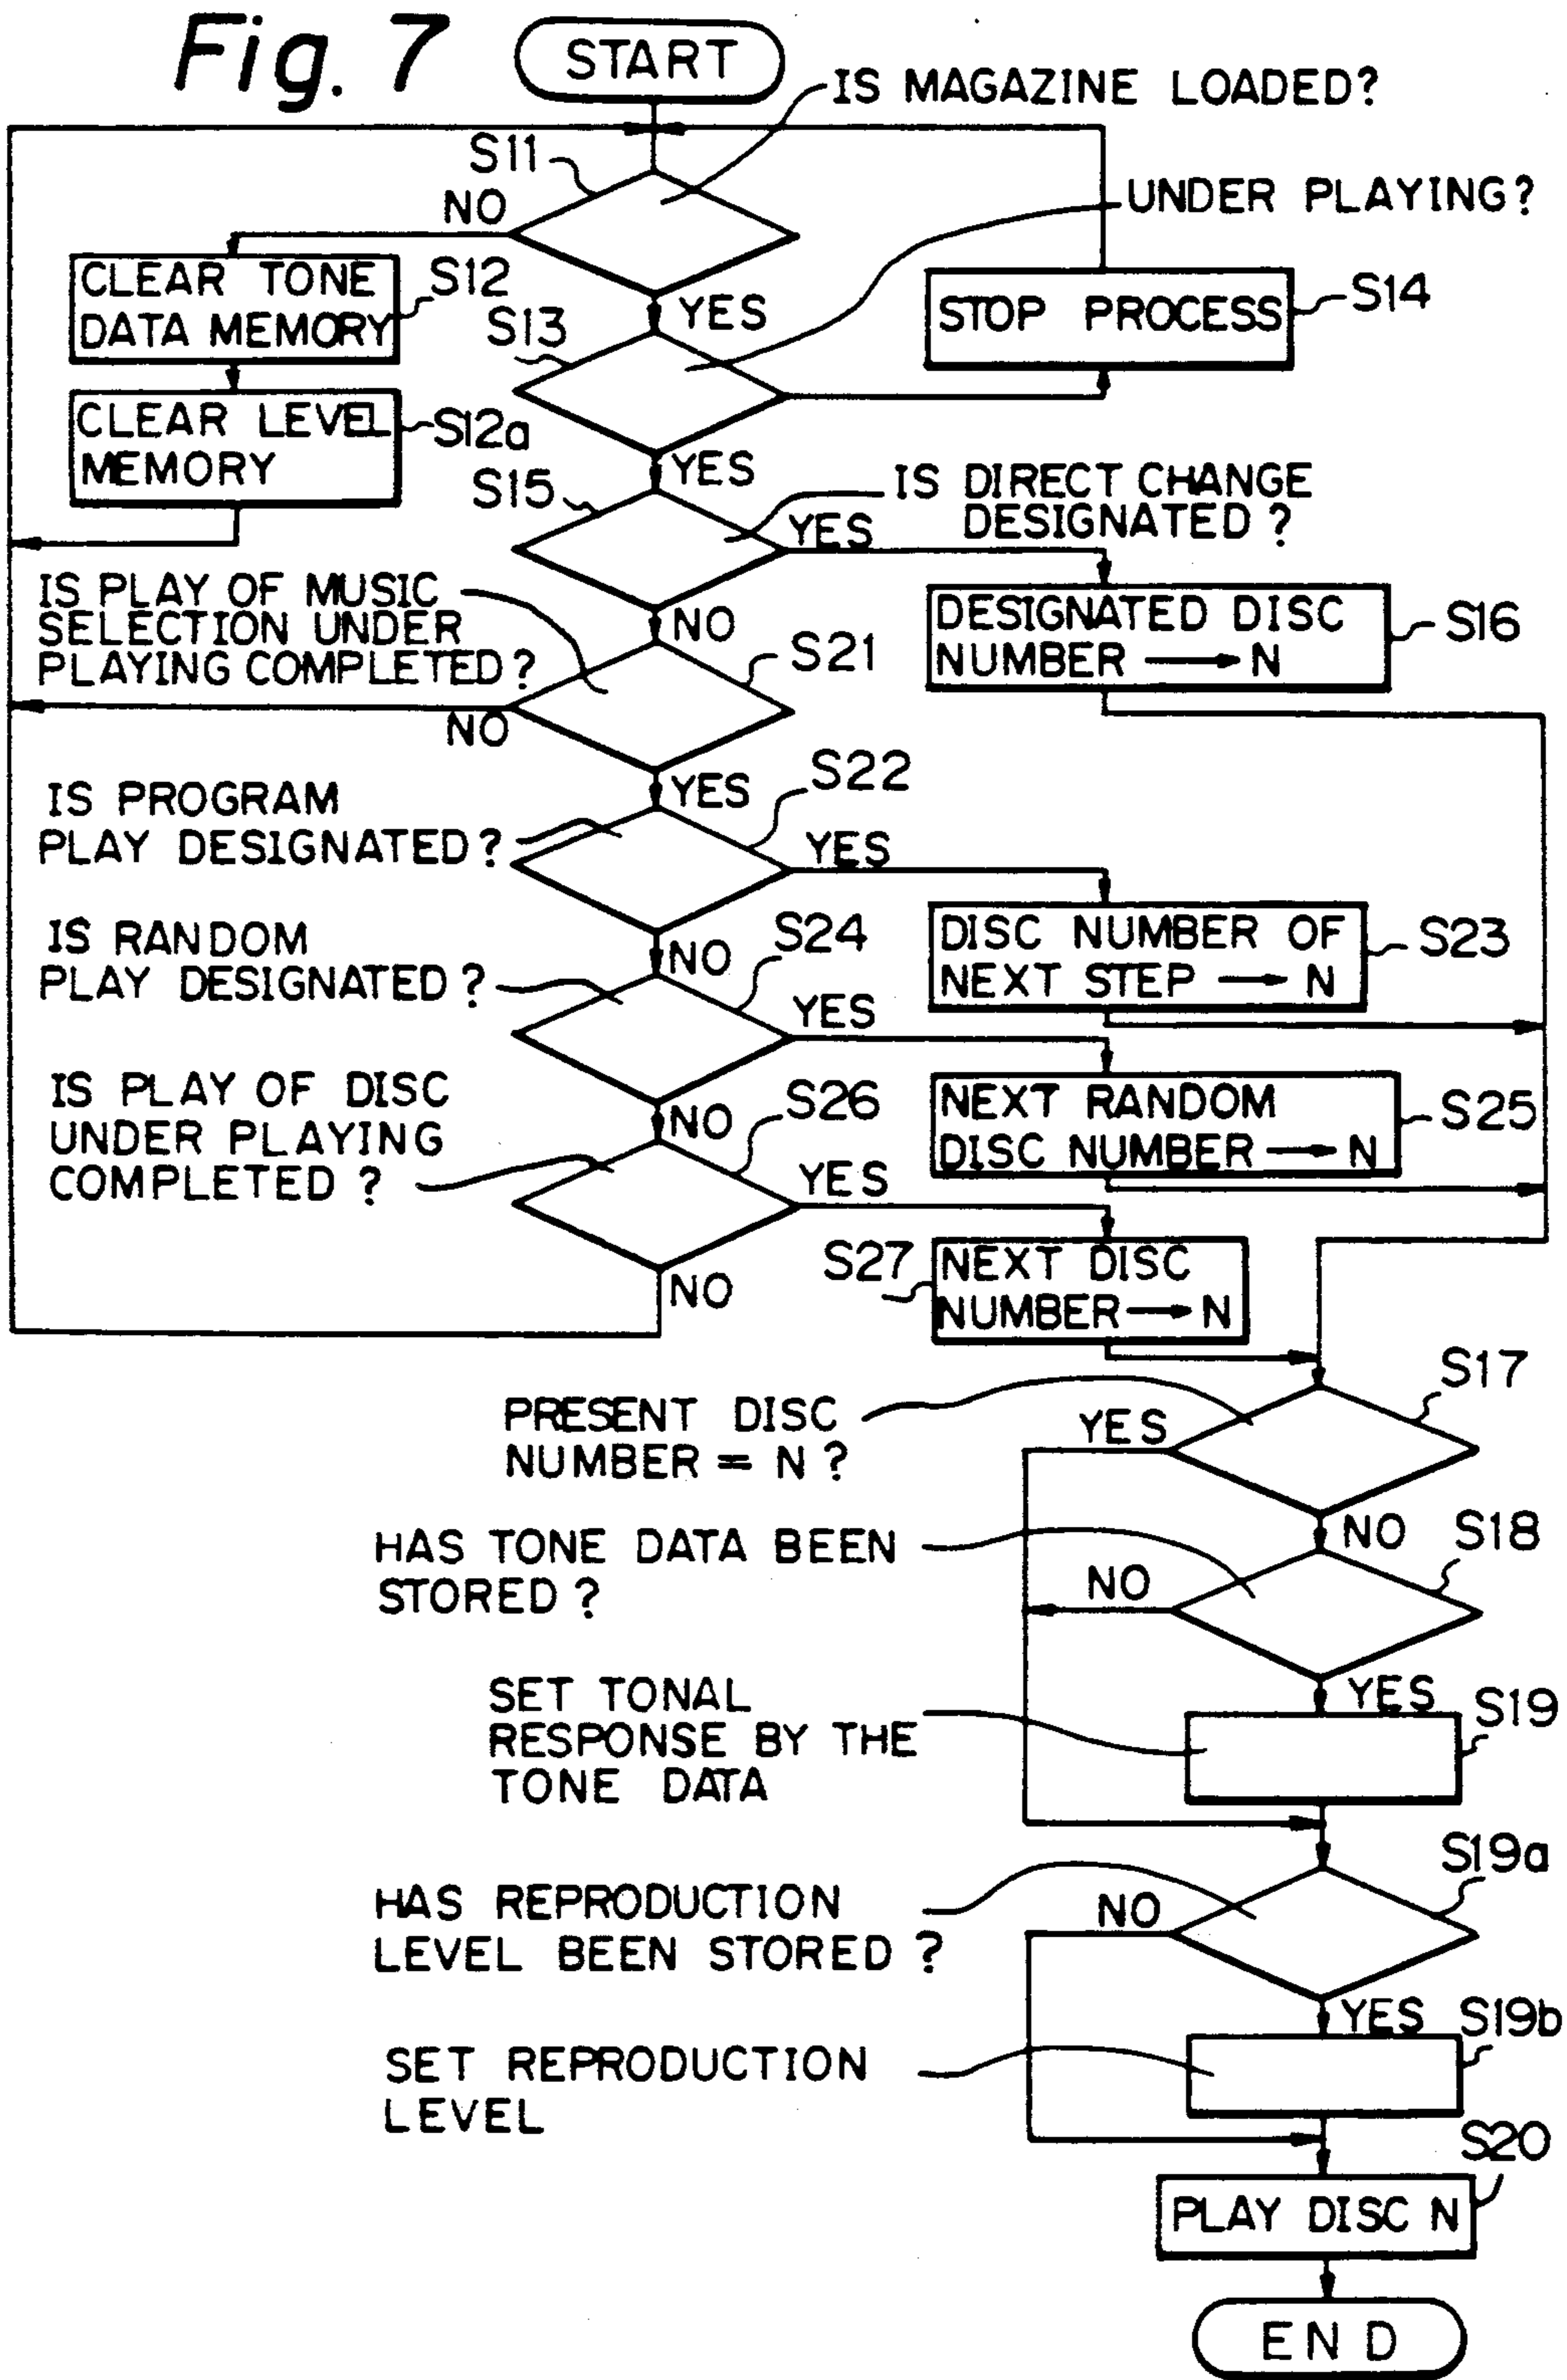 Fig. 7
START
IS MAGAZINE LOADED?
S11
NO
UNDER PLAYING?
CLEAR TONE
DATA MEMORY
S12
YES
S13
STOP PROCESS
S14
CLEAR LEVEL
MEMORY
S12a
YES
S15
IS DIRECT CHANGE
DESIGNATED?
YES
IS PLAY OF MUSIC
SELECTION UNDER
PLAYING COMPLETED?
NO
S21
DESIGNATED DISC
NUMBER → N
S16
NO
YES
S22
IS PROGRAM
PLAY DESIGNATED?
YES
IS RANDOM
PLAY DESIGNATED?
NO
S24
DISC NUMBER OF
NEXT STEP → N
S23
YES
IS PLAY OF DISC
UNDER PLAYING
COMPLETED?
NO
S26
NEXT RANDOM
DISC NUMBER → N
S25
YES
S27
NEXT DISC
NUMBER → N
NO
S17
PRESENT DISC
NUMBER = N?
YES
NO
S18
HAS TONE DATA BEEN
STORED?
NO
YES
S19
SET TONAL
RESPONSE BY THE
TONE DATA
S19a
HAS REPRODUCTION
LEVEL BEEN STORED?
NO
YES
S19b
SET REPRODUCTION
LEVEL
S20
PLAY DISC N
END